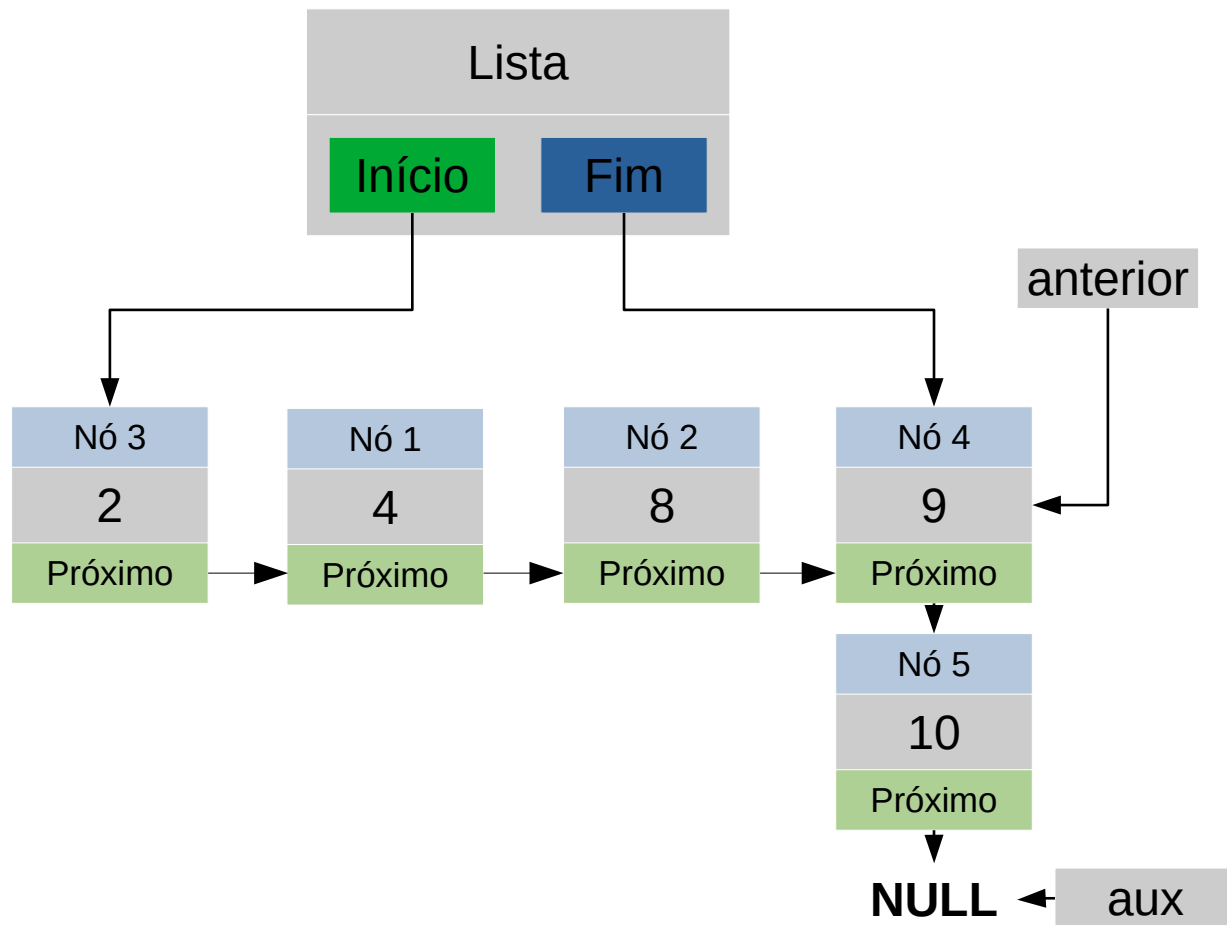 Lista
Início Fim
anterior
Nó 3 Nó 1 Nó 2 Nó 4
2 4 8 9
Próximo Próximo Próximo Próximo
Nó 5
10
Próximo
NULL aux